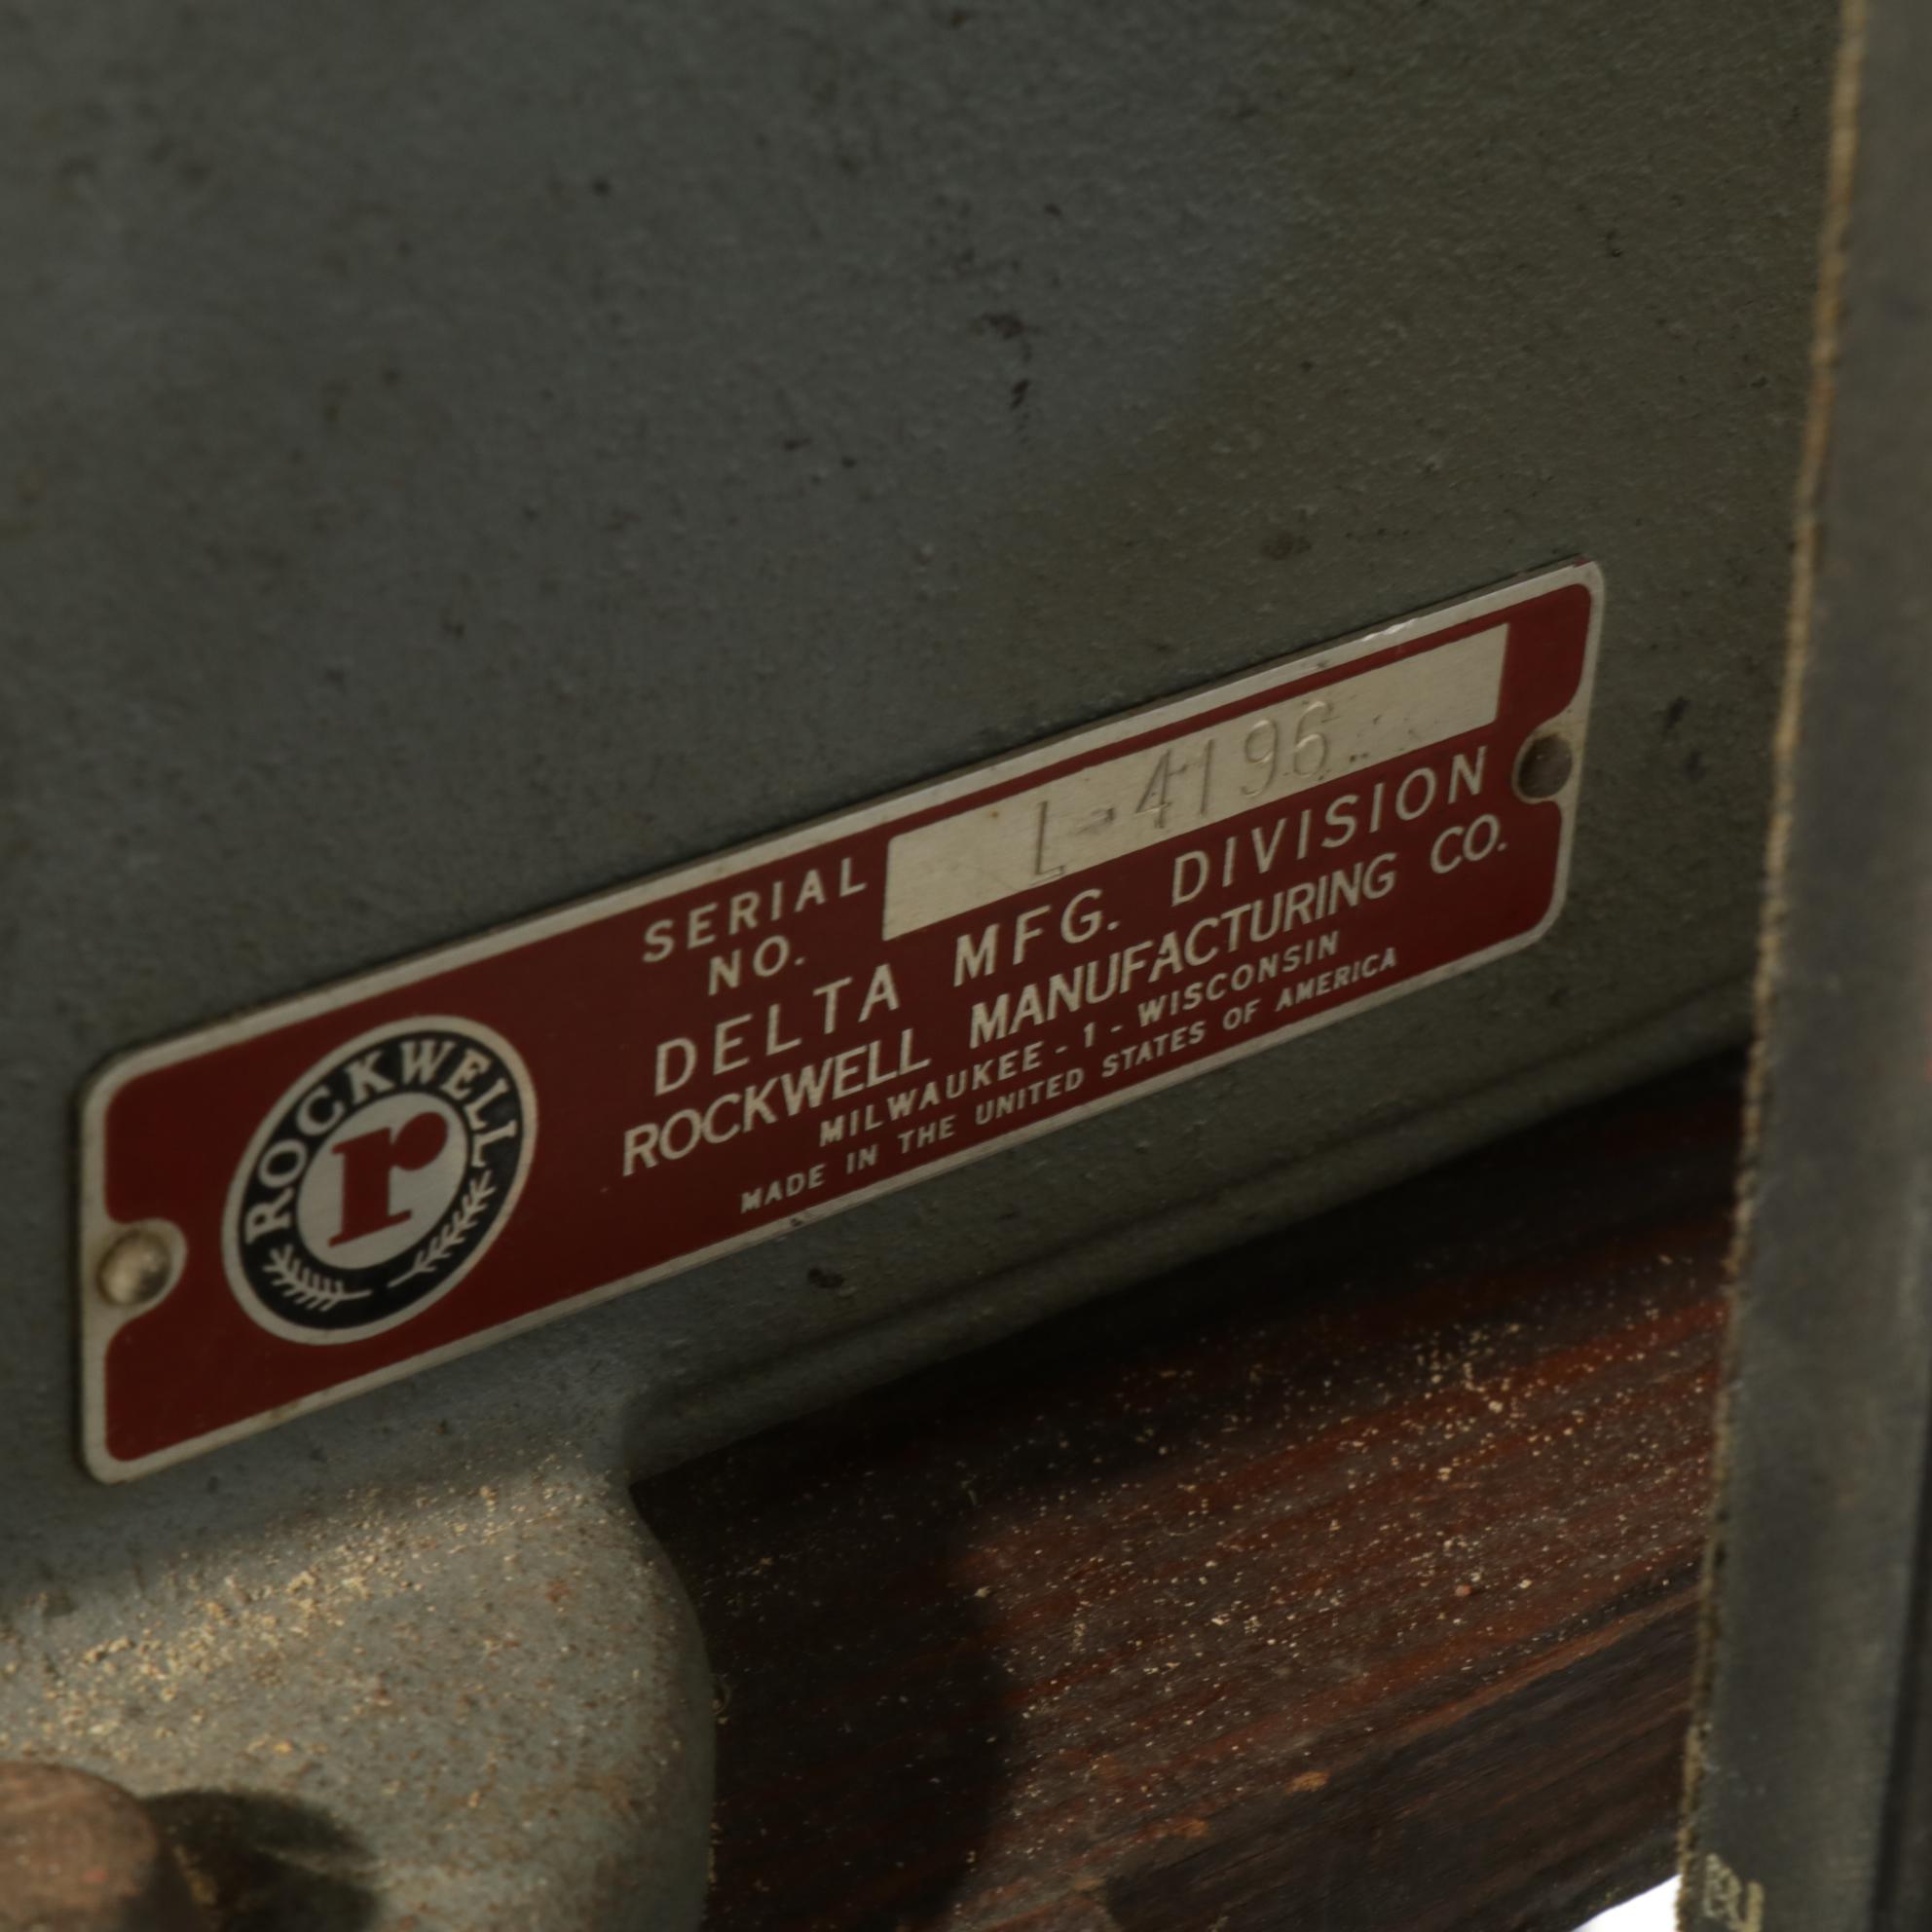 SERIAL NO. L-4196
DELTA MFG. DIVISION
ROCKWELL MANUFACTURING CO.
MILWAUKEE - 1 - WISCONSIN
MADE IN THE UNITED STATES OF AMERICA
ROCKWELL
r